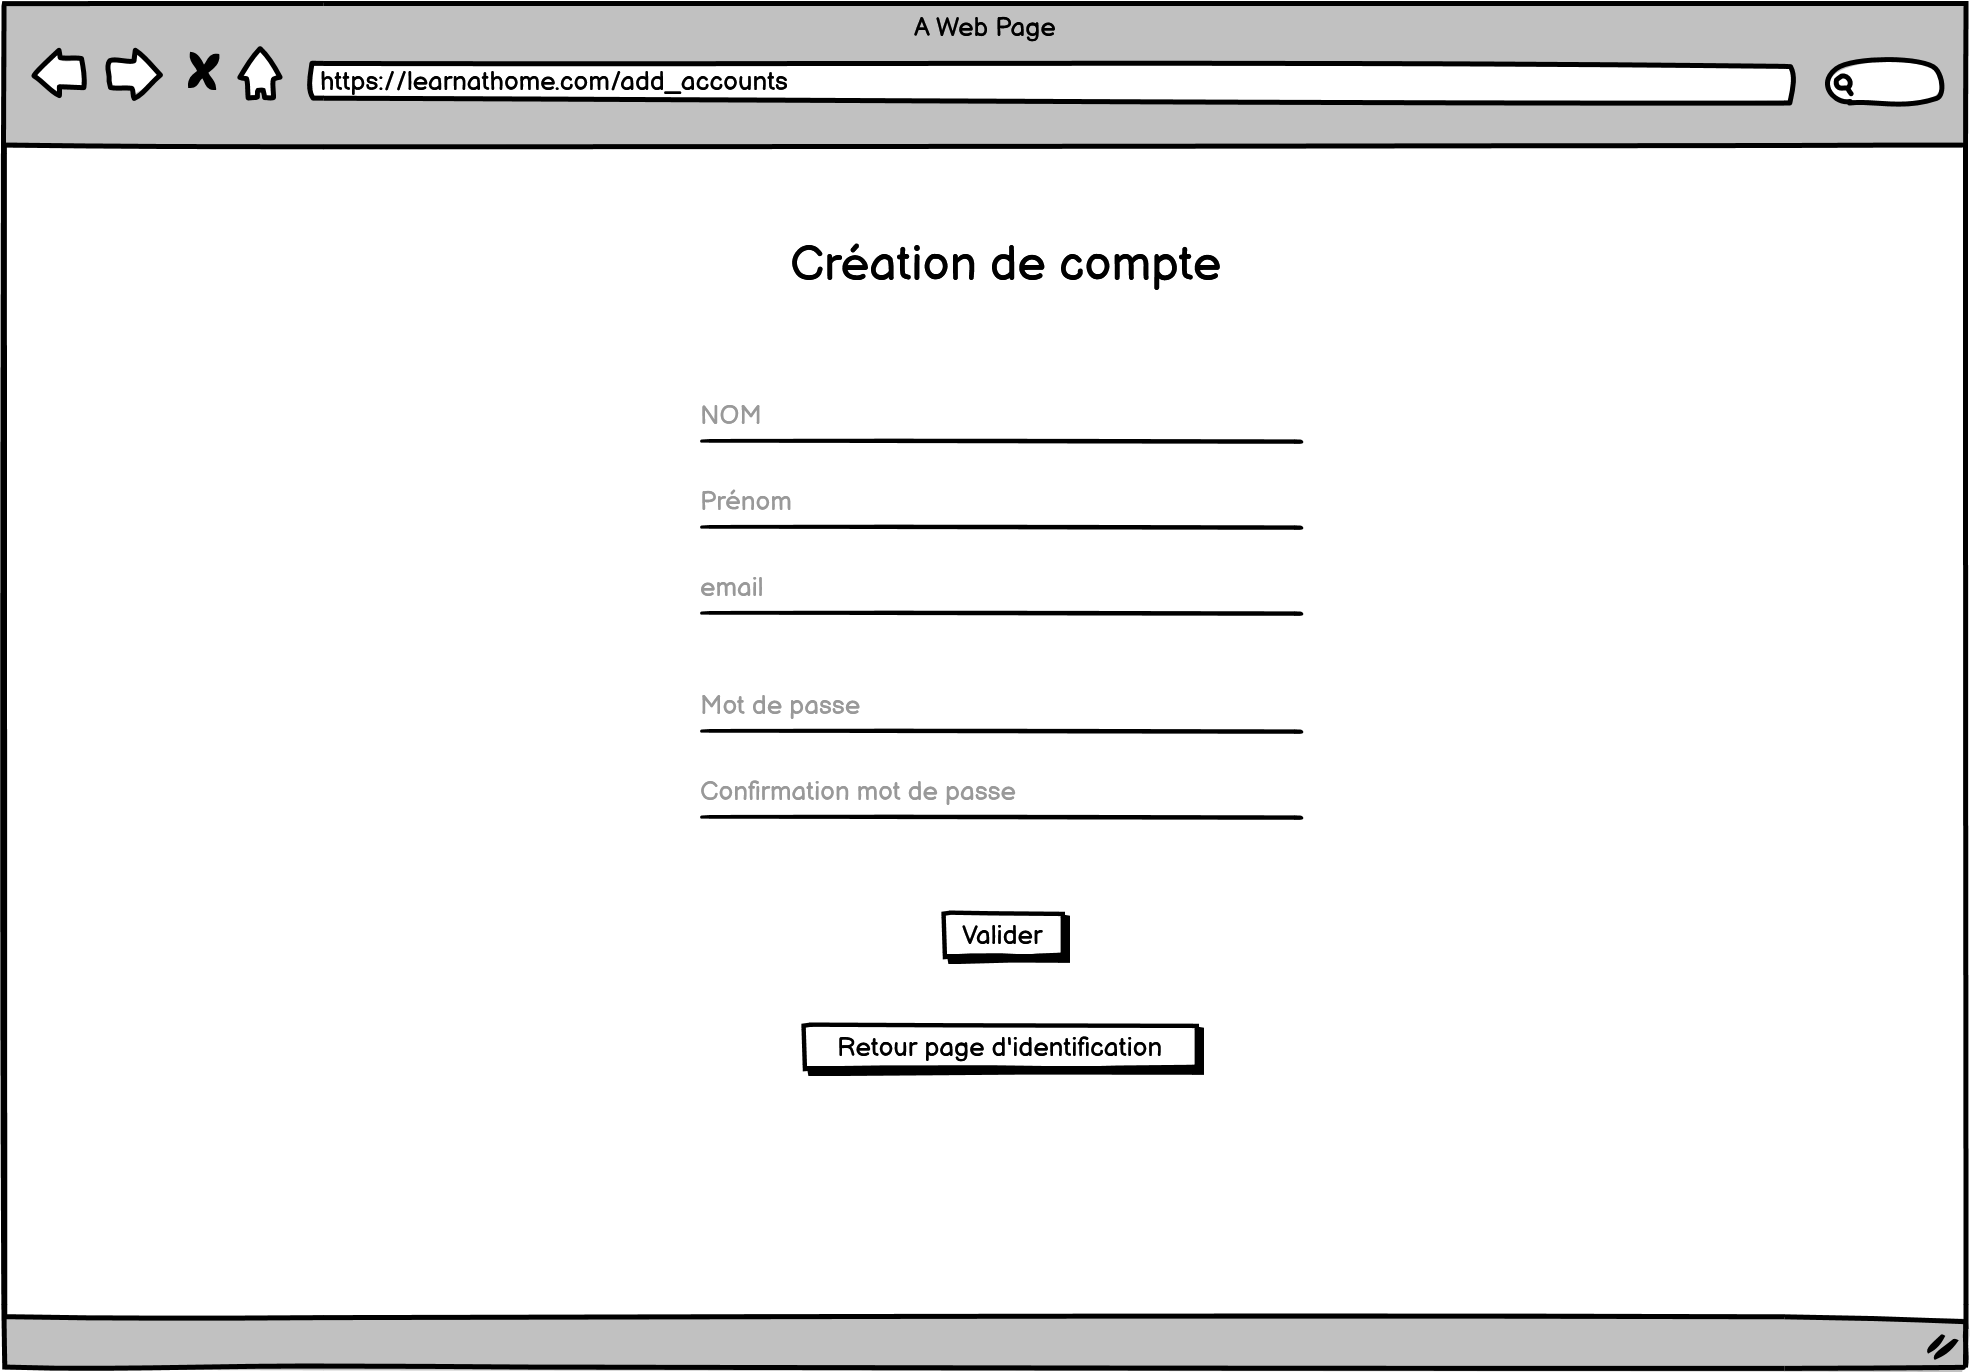 A Web Page
https://learnathome.com/add_accounts
Création de compte
NOM
Prénom
email
Mot de passe
Confirmation mot de passe
Valider
Retour page d'identification